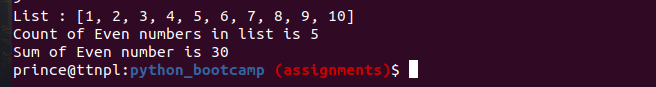 List : [1, 2, 3, 4, 5, 6, 7, 8, 9, 10]
Count of Even numbers in list is 5
Sum of Even number is 30
prince@ttnpl:python_bootcamp (assignments)$